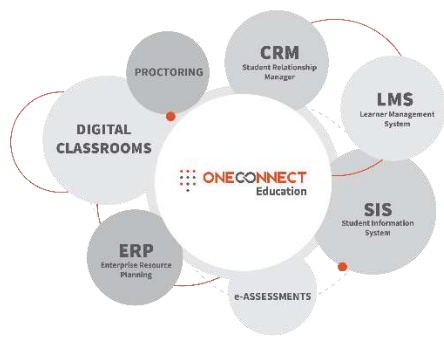 CRM
Student Relationship
Manager
PROCTORING
LMS
Learner Management
System
DIGITAL
CLASSROOMS
ONECONNECT
Education
SIS
Student Information
System
ERP
Enterprise Resource
Planning
e-ASSESSMENTS